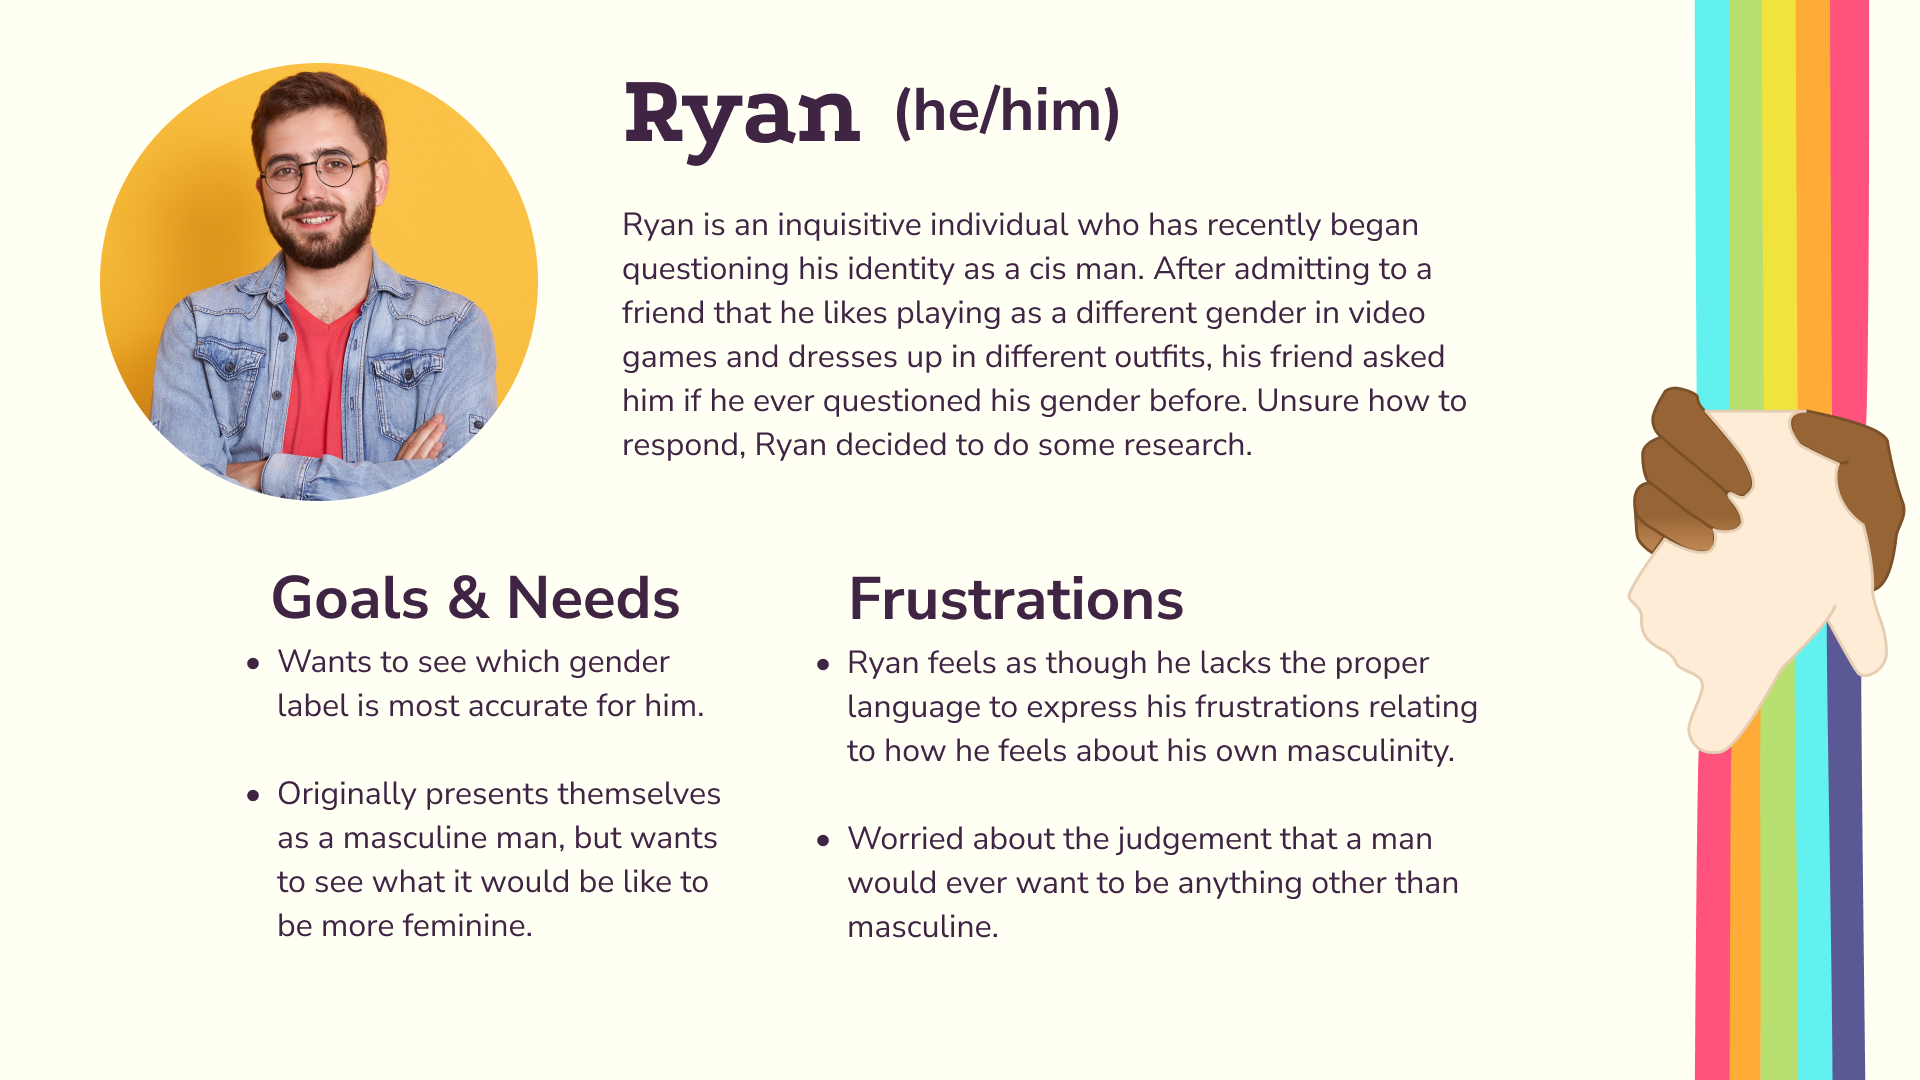 Ryan (he/him)
Ryan is an inquisitive individual who has recently began
questioning his identity as a cis man. After admitting to a
friend that he likes playing as a different gender in video
games and dresses up in different outfits, his friend asked
him if he ever questioned his gender before. Unsure how to
respond, Ryan decided to do some research.
Goals & Needs
• Wants to see which gender
label is most accurate for him.
• Originally presents themselves
as a masculine man, but wants
to see what it would be like to
be more feminine.
Frustrations
• Ryan feels as though he lacks the proper
language to express his frustrations relating
to how he feels about his own masculinity.
• Worried about the judgement that a man
would ever want to be anything other than
masculine.